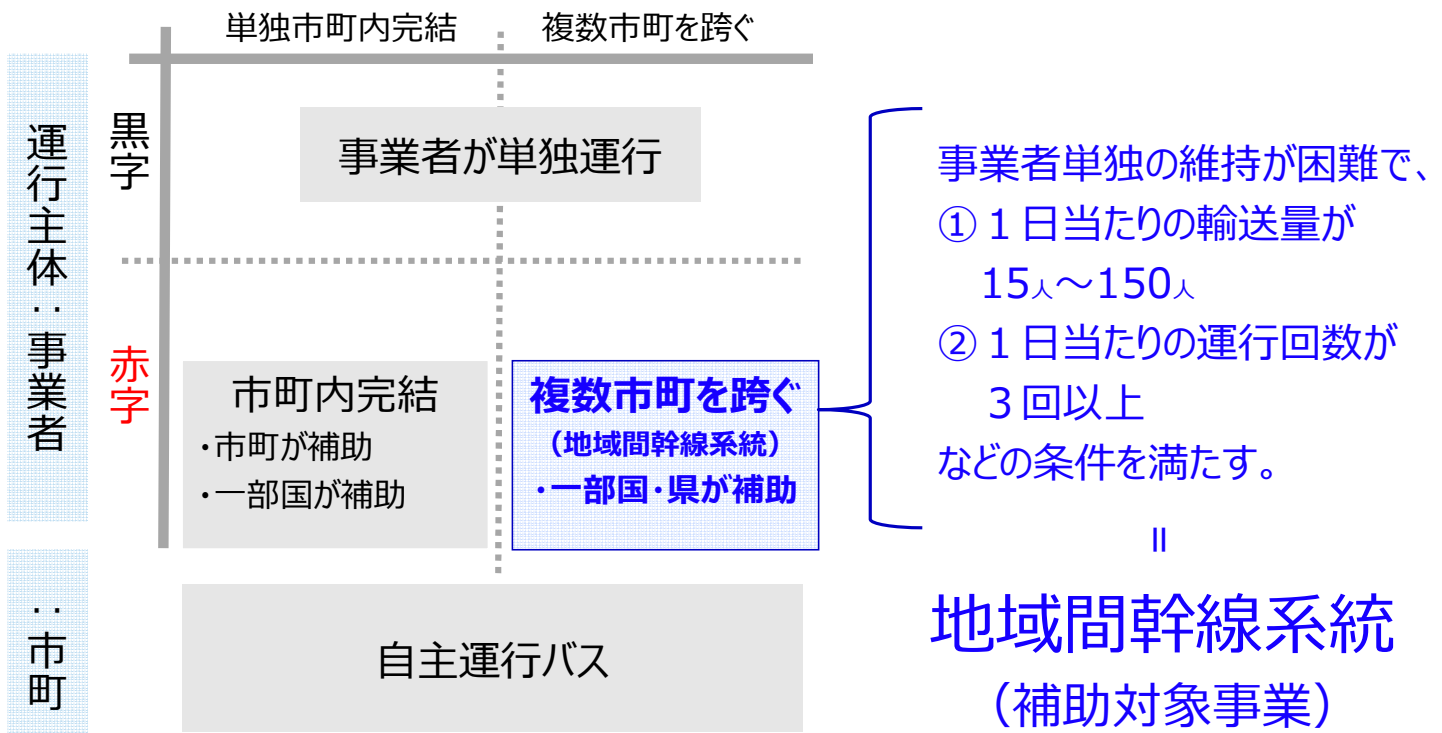 単独市町内完結
複数市町を跨ぐ
運行主体：事業者
黒字
事業者が単独運行
赤字
市町内完結
・市町が補助
・一部国が補助
複数市町を跨ぐ
（地域間幹線系統）
・一部国・県が補助
：市町
自主運行バス
事業者単独の維持が困難で、
①１日当たりの輸送量が
15人～150人
②１日当たりの運行回数が
３回以上
などの条件を満たす。
＝
地域間幹線系統
（補助対象事業）